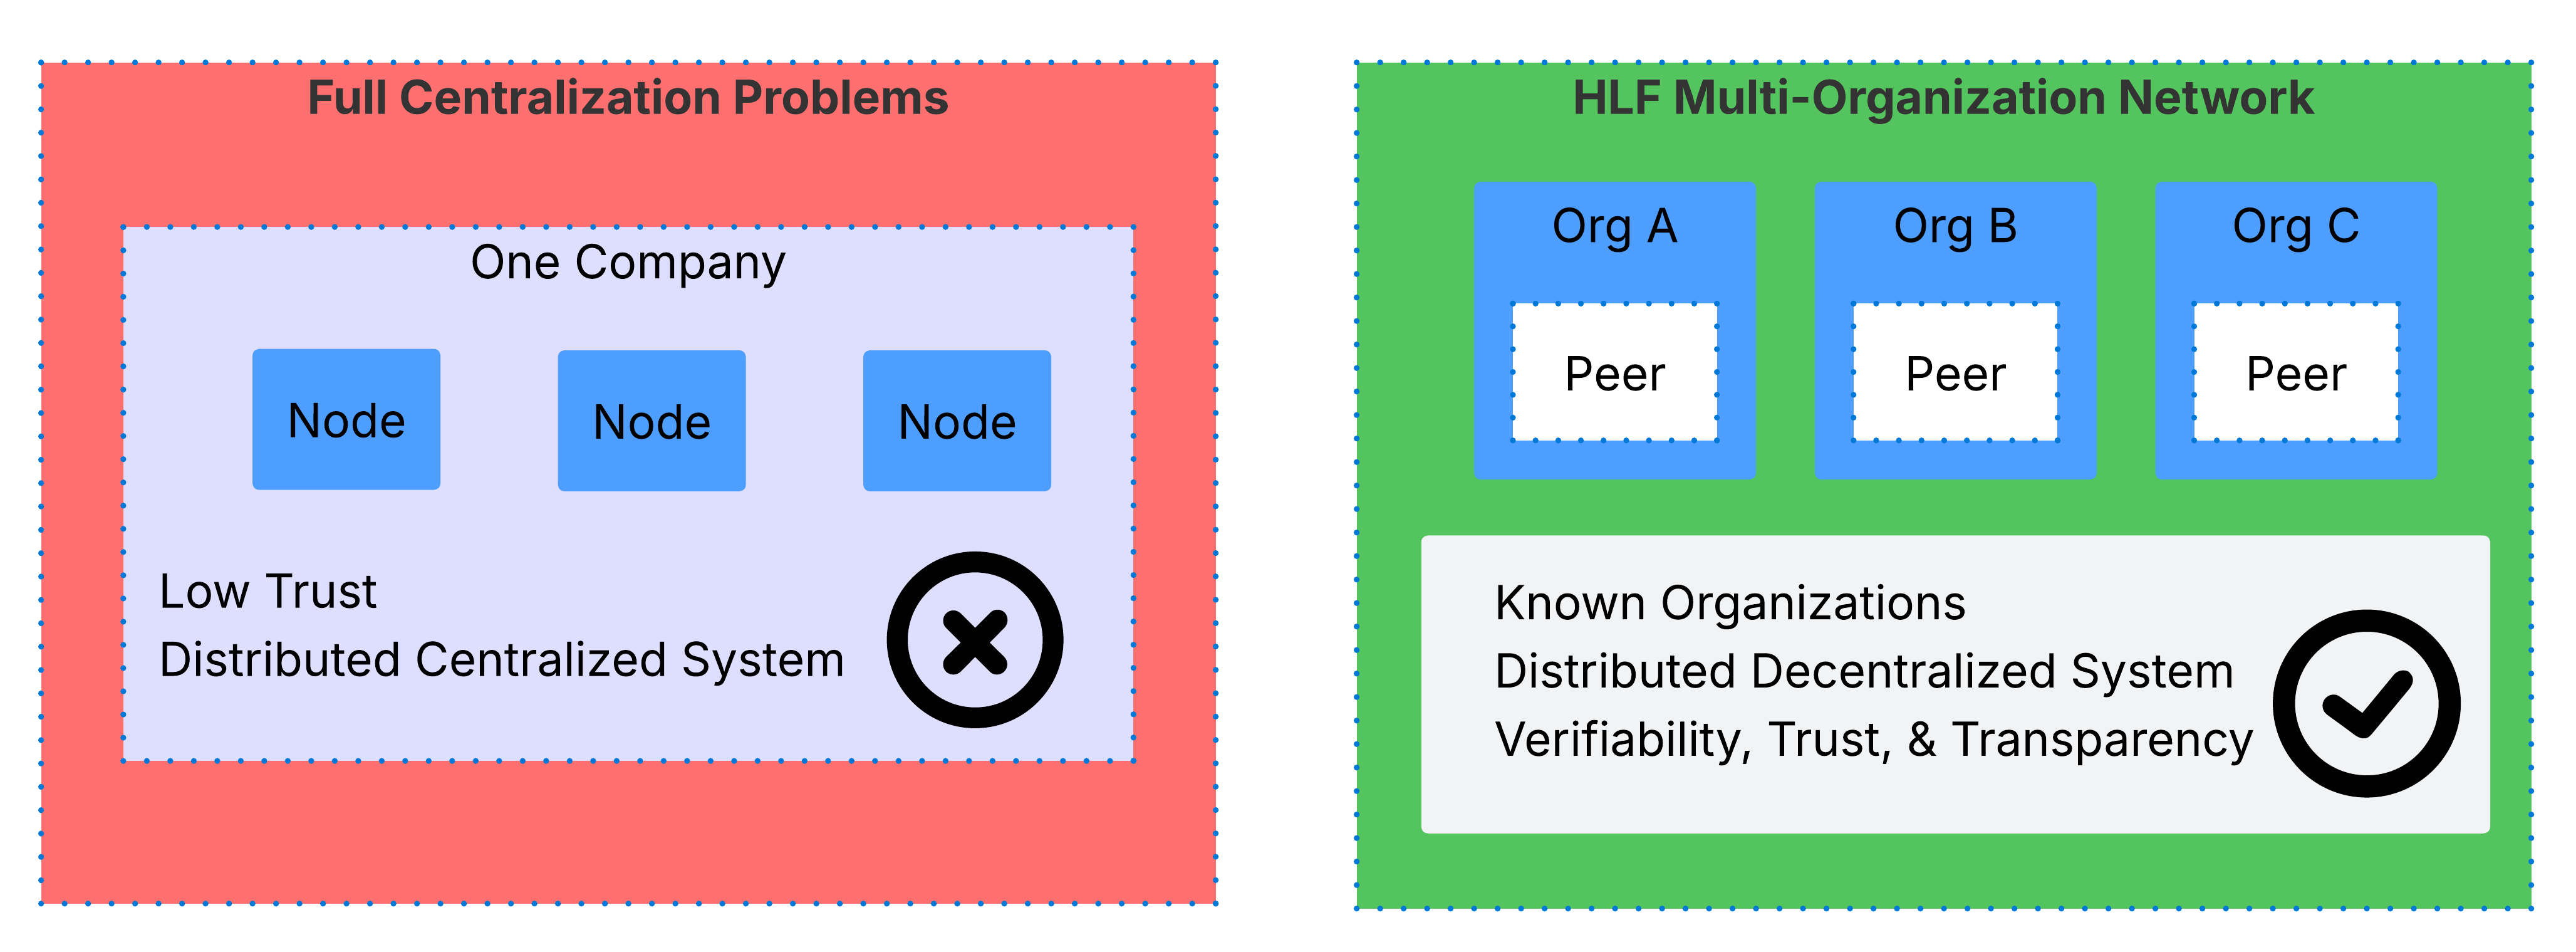 Full Centralization Problems
One Company
Node
Node
Node
Low Trust
Distributed Centralized System
HLF Multi-Organization Network
Org A
Org B
Org C
Peer
Peer
Peer
Known Organizations
Distributed Decentralized System
Verifiability, Trust, & Transparency